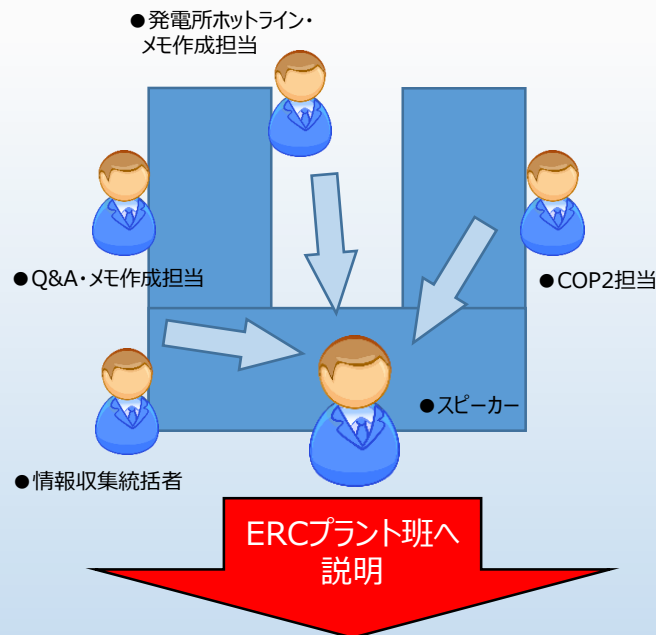 ●発電所ホットライン・
メモ作成担当
●Q&A・メモ作成担当
●COP2担当
●スピーカー
●情報収集統括者
ERCプラント班へ
説明